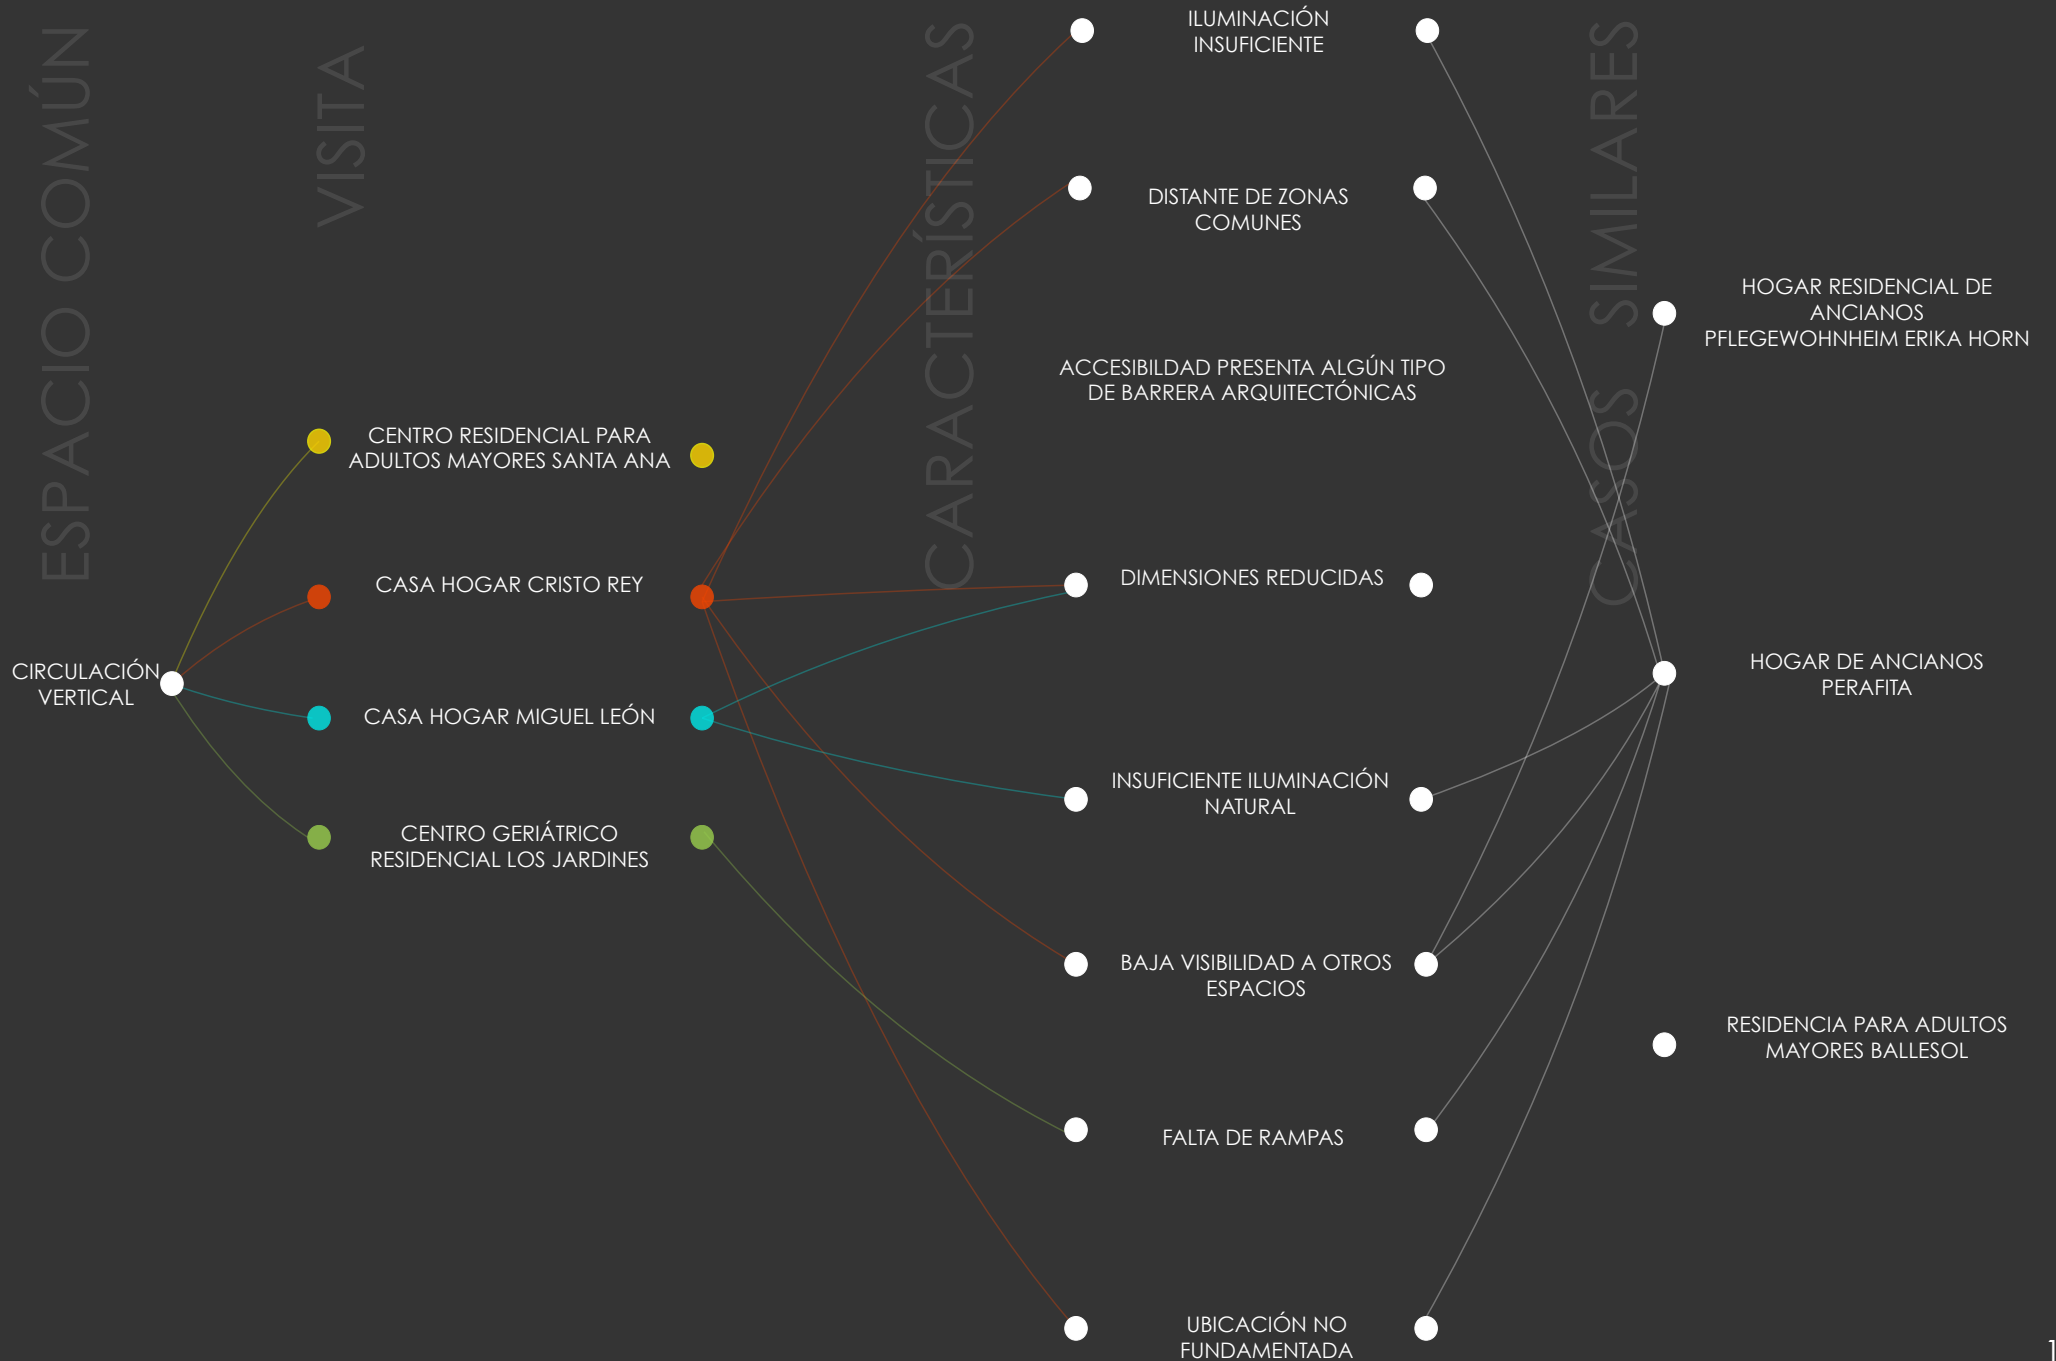 ESPACIO COMÚN
VISITA
CARACTERÍSTICAS
CASOS SIMILARES
CIRCULACIÓN
VERTICAL
CENTRO RESIDENCIAL PARA
ADULTOS MAYORES SANTA ANA
CASA HOGAR CRISTO REY
CASA HOGAR MIGUEL LEÓN
CENTRO GERIÁTRICO
RESIDENCIAL LOS JARDINES
ILUMINACIÓN
INSUFICIENTE
DISTANTE DE ZONAS
COMUNES
ACCESIBILDAD PRESENTA ALGÚN TIPO
DE BARRERA ARQUITECTÓNICAS
DIMENSIONES REDUCIDAS
INSUFICIENTE ILUMINACIÓN
NATURAL
BAJA VISIBILIDAD A OTROS
ESPACIOS
FALTA DE RAMPAS
UBICACIÓN NO
FUNDAMENTADA
HOGAR RESIDENCIAL DE
ANCIANOS
PFLEGEWOHNHEIM ERIKA HORN
HOGAR DE ANCIANOS
PERAFITA
RESIDENCIA PARA ADULTOS
MAYORES BALLESOL